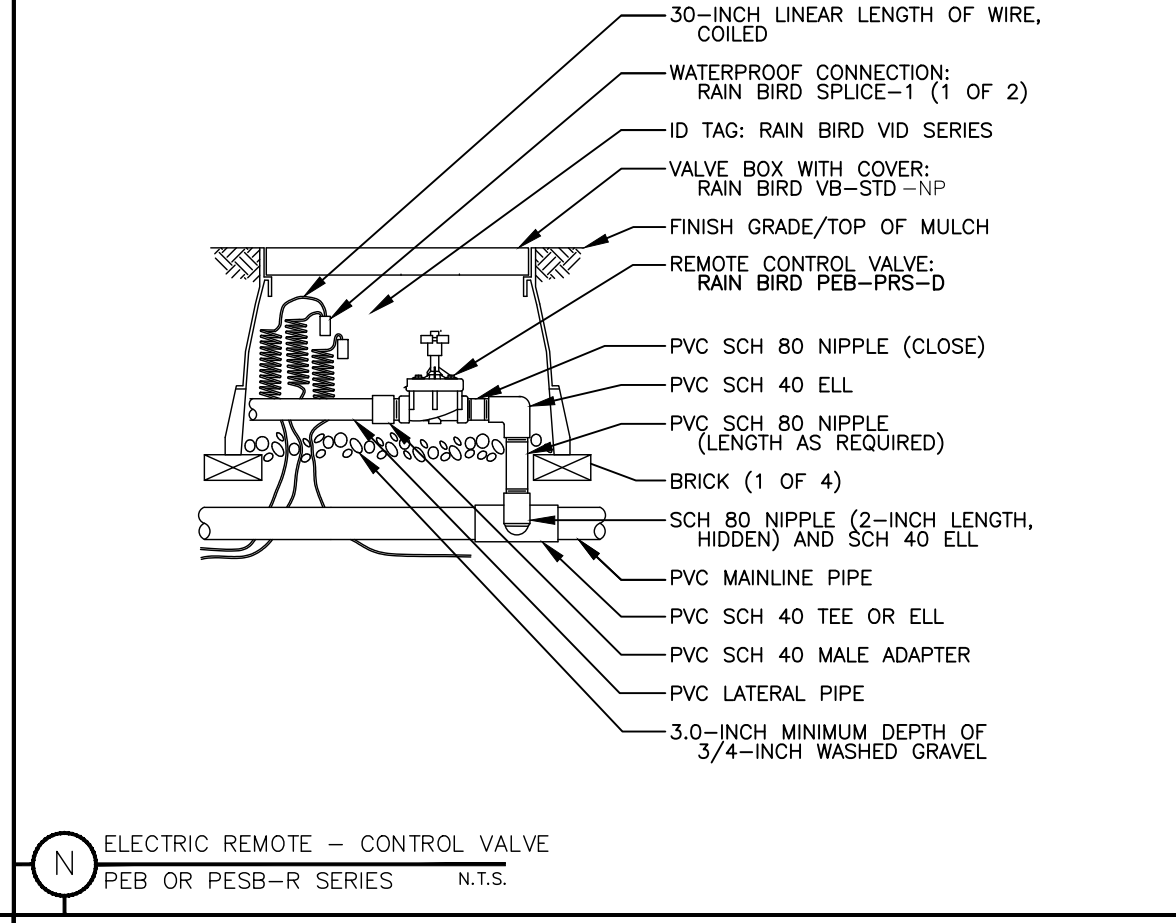 30-INCH LINEAR LENGTH OF WIRE,
COILED
WATERPROOF CONNECTION:
RAIN BIRD SPLICE-1 (1 OF 2)
ID TAG: RAIN BIRD VID SERIES
VALVE BOX WITH COVER:
RAIN BIRD VB-STD-NP
FINISH GRADE/TOP OF MULCH
REMOTE CONTROL VALVE:
RAIN BIRD PEB-PRS-D
PVC SCH 80 NIPPLE (CLOSE)
PVC SCH 40 ELL
PVC SCH 80 NIPPLE
(LENGTH AS REQUIRED)
BRICK (1 OF 4)
SCH 80 NIPPLE (2-INCH LENGTH,
HIDDEN) AND SCH 40 ELL
PVC MAINLINE PIPE
PVC SCH 40 TEE OR ELL
PVC SCH 40 MALE ADAPTER
PVC LATERAL PIPE
3.0-INCH MINIMUM DEPTH OF
3/4-INCH WASHED GRAVEL
N
ELECTRIC REMOTE - CONTROL VALVE
PEB OR PESB-R SERIES N.T.S.